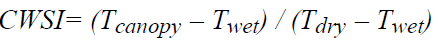 CWSI= (Tcanopy – Twet) / (Tdry – Twet)